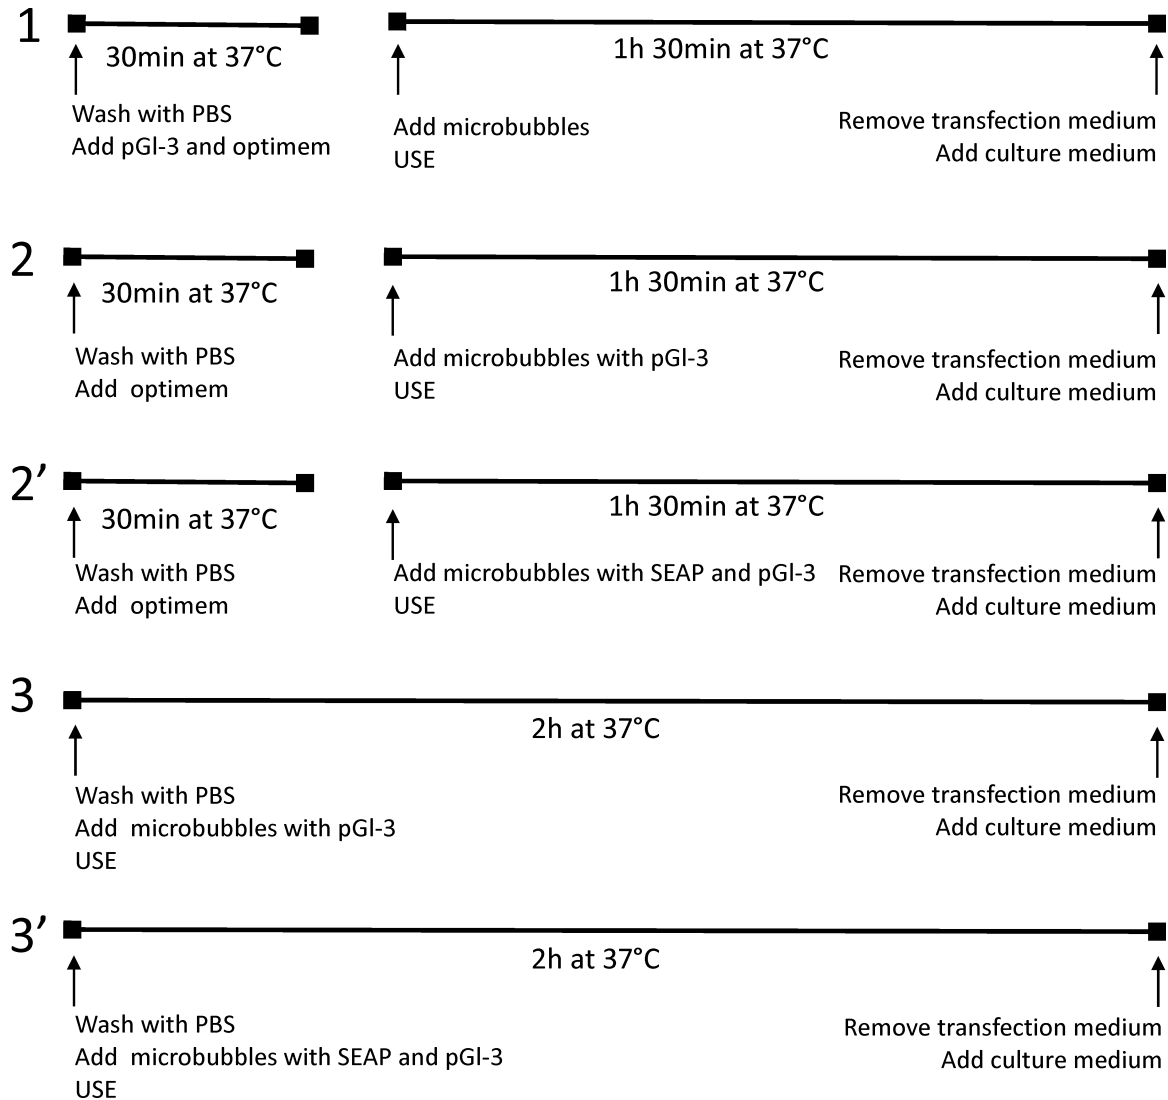 1
30min at 37°C
1h 30min at 37°C
Wash with PBS
Add pGl-3 and optimem
Add microbubbles
USE
Remove transfection medium
Add culture medium
2
30min at 37°C
1h 30min at 37°C
Wash with PBS
Add optimem
Add microbubbles with pGl-3
USE
Remove transfection medium
Add culture medium
2’
30min at 37°C
1h 30min at 37°C
Wash with PBS
Add optimem
Add microbubbles with SEAP and pGl-3
USE
Remove transfection medium
Add culture medium
3
2h at 37°C
Wash with PBS
Add microbubbles with pGl-3
USE
Remove transfection medium
Add culture medium
3’
2h at 37°C
Wash with PBS
Add microbubbles with SEAP and pGl-3
USE
Remove transfection medium
Add culture medium